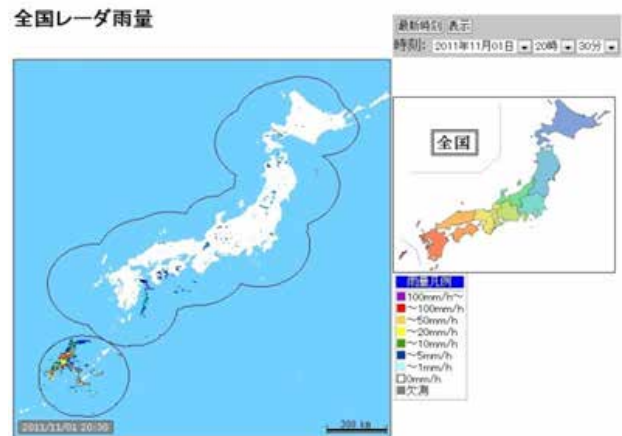 全国レーダ雨量
最新時刻 表示
時刻: 2011年11月01日 20時 30分
全国
雨量凡例
100mm/h～
～100mm/h
～50mm/h
～20mm/h
～10mm/h
～5mm/h
～1mm/h
0mm/h
欠測
2011/11/01 20:30
200 km